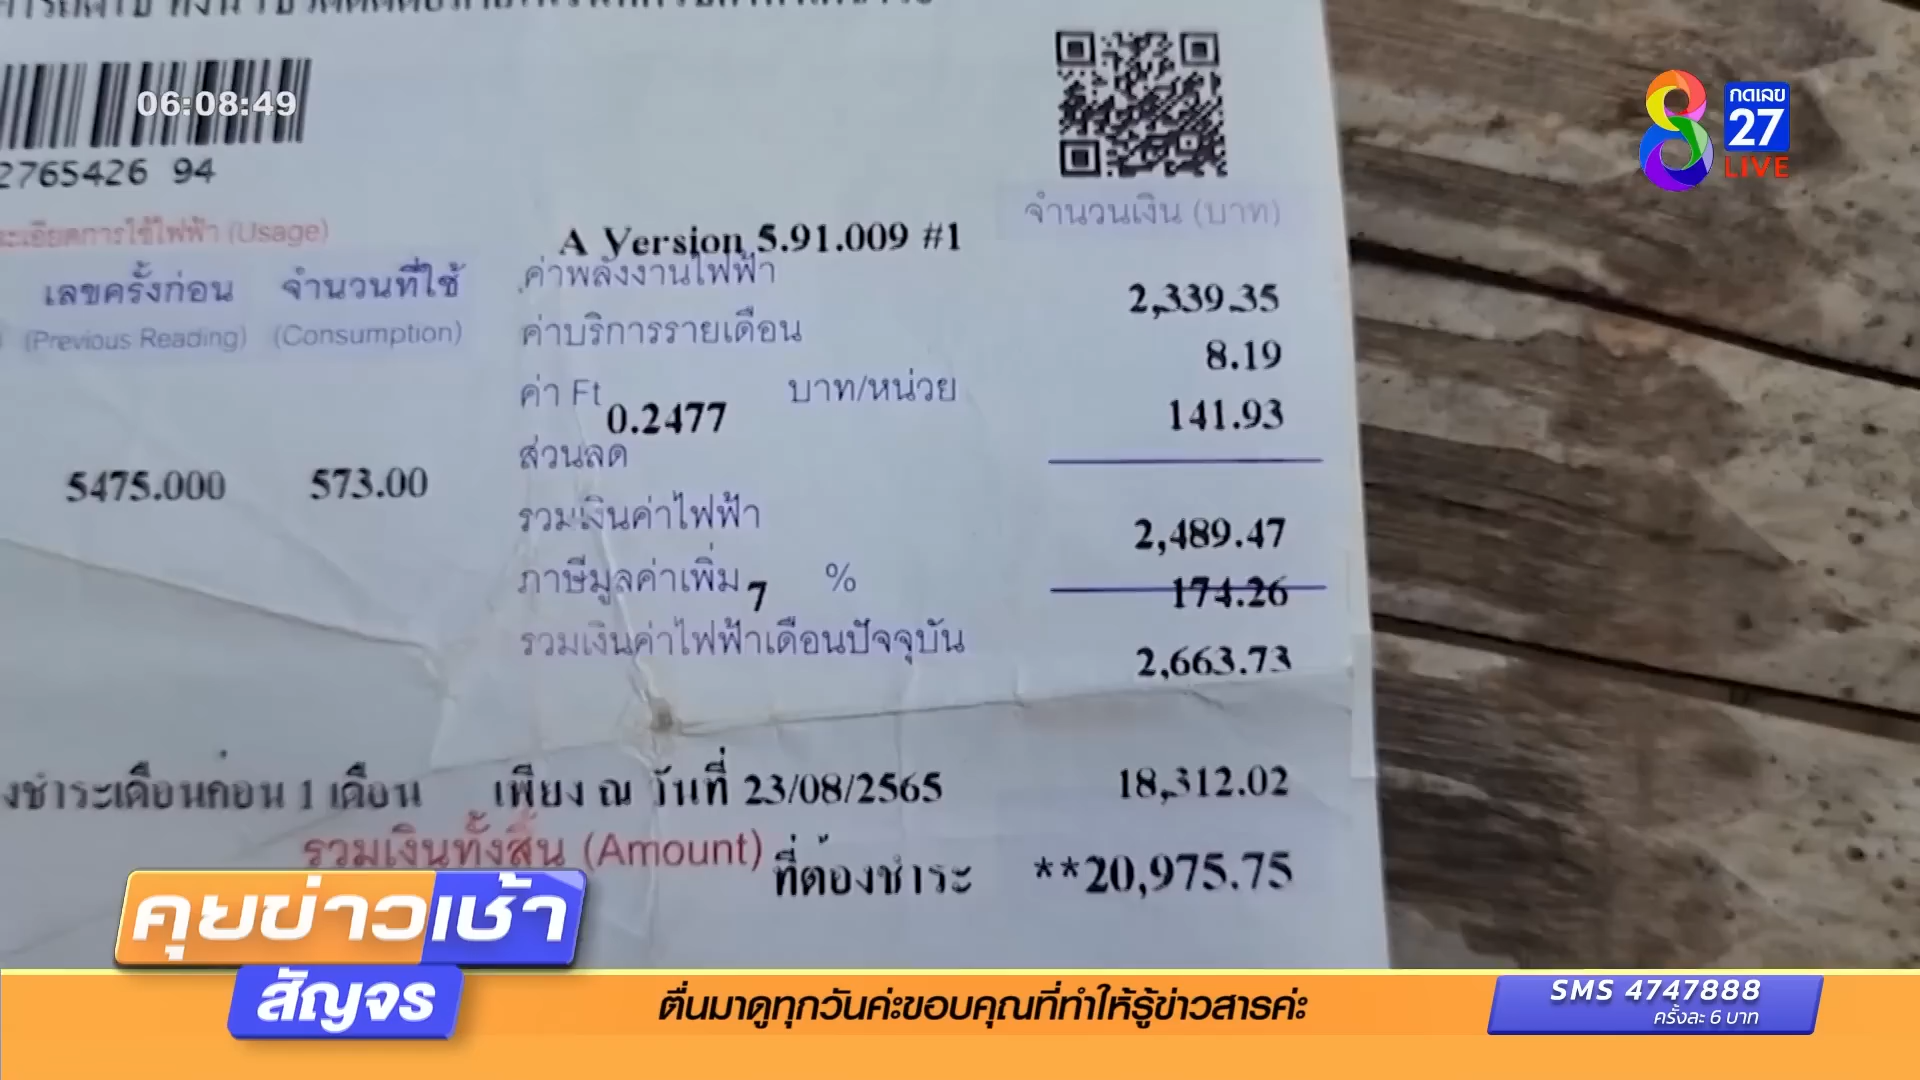 06:08:49
2765426 94
กดเลข
27
LIVE
จำนวนเงิน (บาท)
การใช้ไฟฟ้า (Usage)
A Version 5.91.009 #1
ค่าพลังงานไฟฟ้า
2,339.35
เลขครั้งก่อน จำนวนที่ใช้
(Previous Reading) (Consumption)
ค่าบริการรายเดือน
8.19
ค่า Ft 0.2477 บาท/หน่วย
141.93
ส่วนลด
5475.000 573.00
รวมเงินค่าไฟฟ้า
2,489.47
ภาษีมูลค่าเพิ่ม 7 %
174.26
รวมเงินค่าไฟฟ้าเดือนปัจจุบัน
2,663.73
ชำระเดือนก่อน 1 เดือน เพียง ณ วันที่ 23/08/2565 18,312.02
รวมเงินทั้งสิ้น (Amount) ที่ต้องชำระ **20,975.75
คุยข่าวเช้า
สัญจร
ตื่นมาดูทุกวันค่ะขอบคุณที่ทำให้รู้ข่าวสารค่ะ
SMS 4747888
ครั้งละ 6 บาท